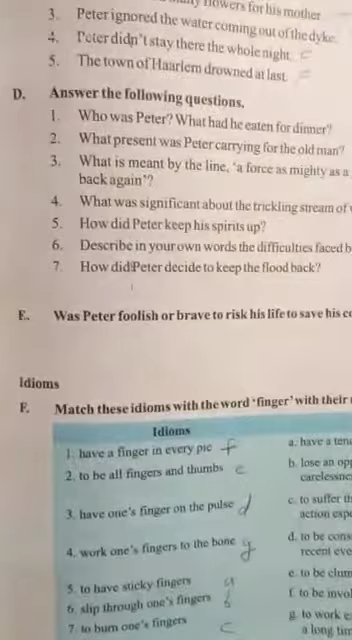 flowers for his mother
3. Peter ignored the water coming out of the dyke.
4. Peter didn't stay there the whole night. c
5. The town of Haarlem drowned at last.
D. Answer the following questions.
1. Who was Peter? What had he eaten for dinner?
2. What present was Peter carrying for the old man?
3. What is meant by the line, 'a force as mighty as a
back again'?
4. What was significant about the trickling stream of
5. How did Peter keep his spirits up?
6. Describe in your own words the difficulties faced b
7. How did Peter decide to keep the flood back?
E. Was Peter foolish or brave to risk his life to save his co
Idioms
F. Match these idioms with the word 'finger' with their
Idioms
1. have a finger in every pie f a. have a ten
2. to be all fingers and thumbs e b. lose an opp
carelessne
3. have one's finger on the pulse d c. to suffer th
action exp
4. work one's fingers to the bone g d. to be cons
recent eve
5. to have sticky fingers a e. to be clum
6. slip through one's fingers b f. to be invol
7. to burn one's fingers c g. to work e
a long tim